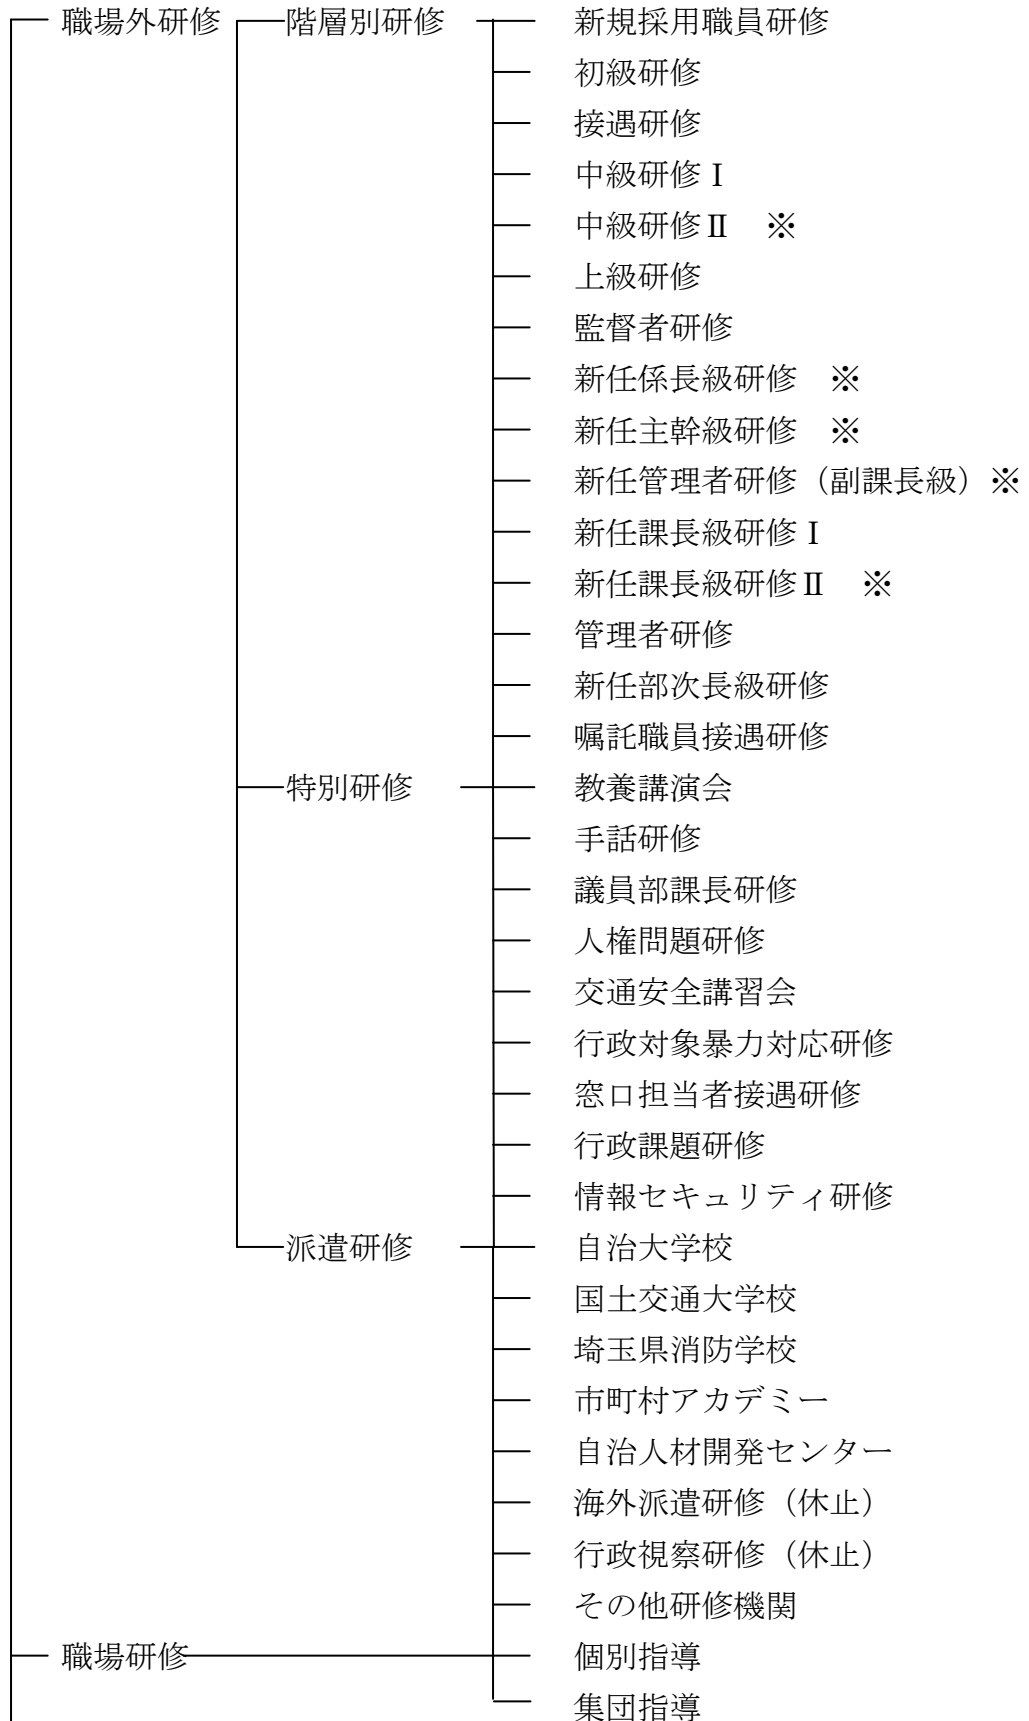 職場外研修 階層別研修 新規採用職員研修
初級研修
接遇研修
中級研修Ⅰ
中級研修Ⅱ ※
上級研修
監督者研修
新任係長級研修 ※
新任主幹級研修 ※
新任管理者研修（副課長級）※
新任課長級研修Ⅰ
新任課長級研修Ⅱ ※
管理者研修
新任部次長級研修
嘱託職員接遇研修
特別研修 教養講演会
手話研修
議員部課長研修
人権問題研修
交通安全講習会
行政対象暴力対応研修
窓口担当者接遇研修
行政課題研修
情報セキュリティ研修
派遣研修 自治大学校
国土交通大学校
埼玉県消防学校
市町村アカデミー
自治人材開発センター
海外派遣研修（休止）
行政視察研修（休止）
その他研修機関
職場研修 個別指導
集団指導